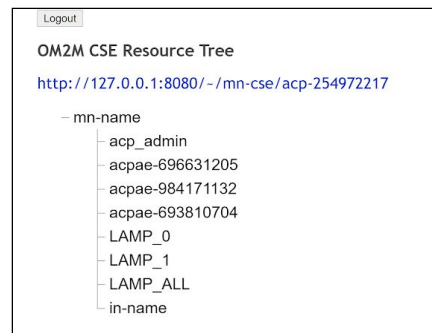 Logout
OM2M CSE Resource Tree
http://127.0.0.1:8080/~/mn-cse/acp-254972217
mn-name
acp_admin
acpae-696631205
acpae-984171132
acpae-693810704
LAMP_0
LAMP_1
LAMP_ALL
in-name